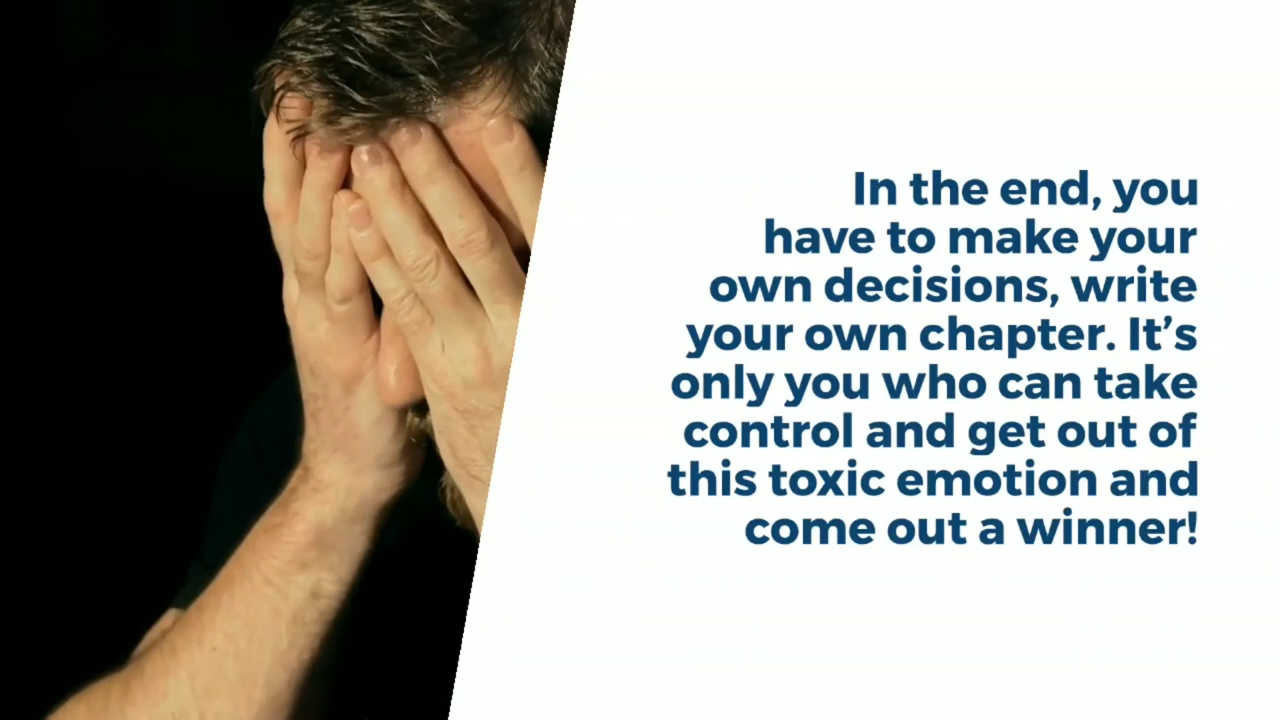 In the end, you
have to make your
own decisions, write
your own chapter. It’s
only you who can take
control and get out of
this toxic emotion and
come out a winner!